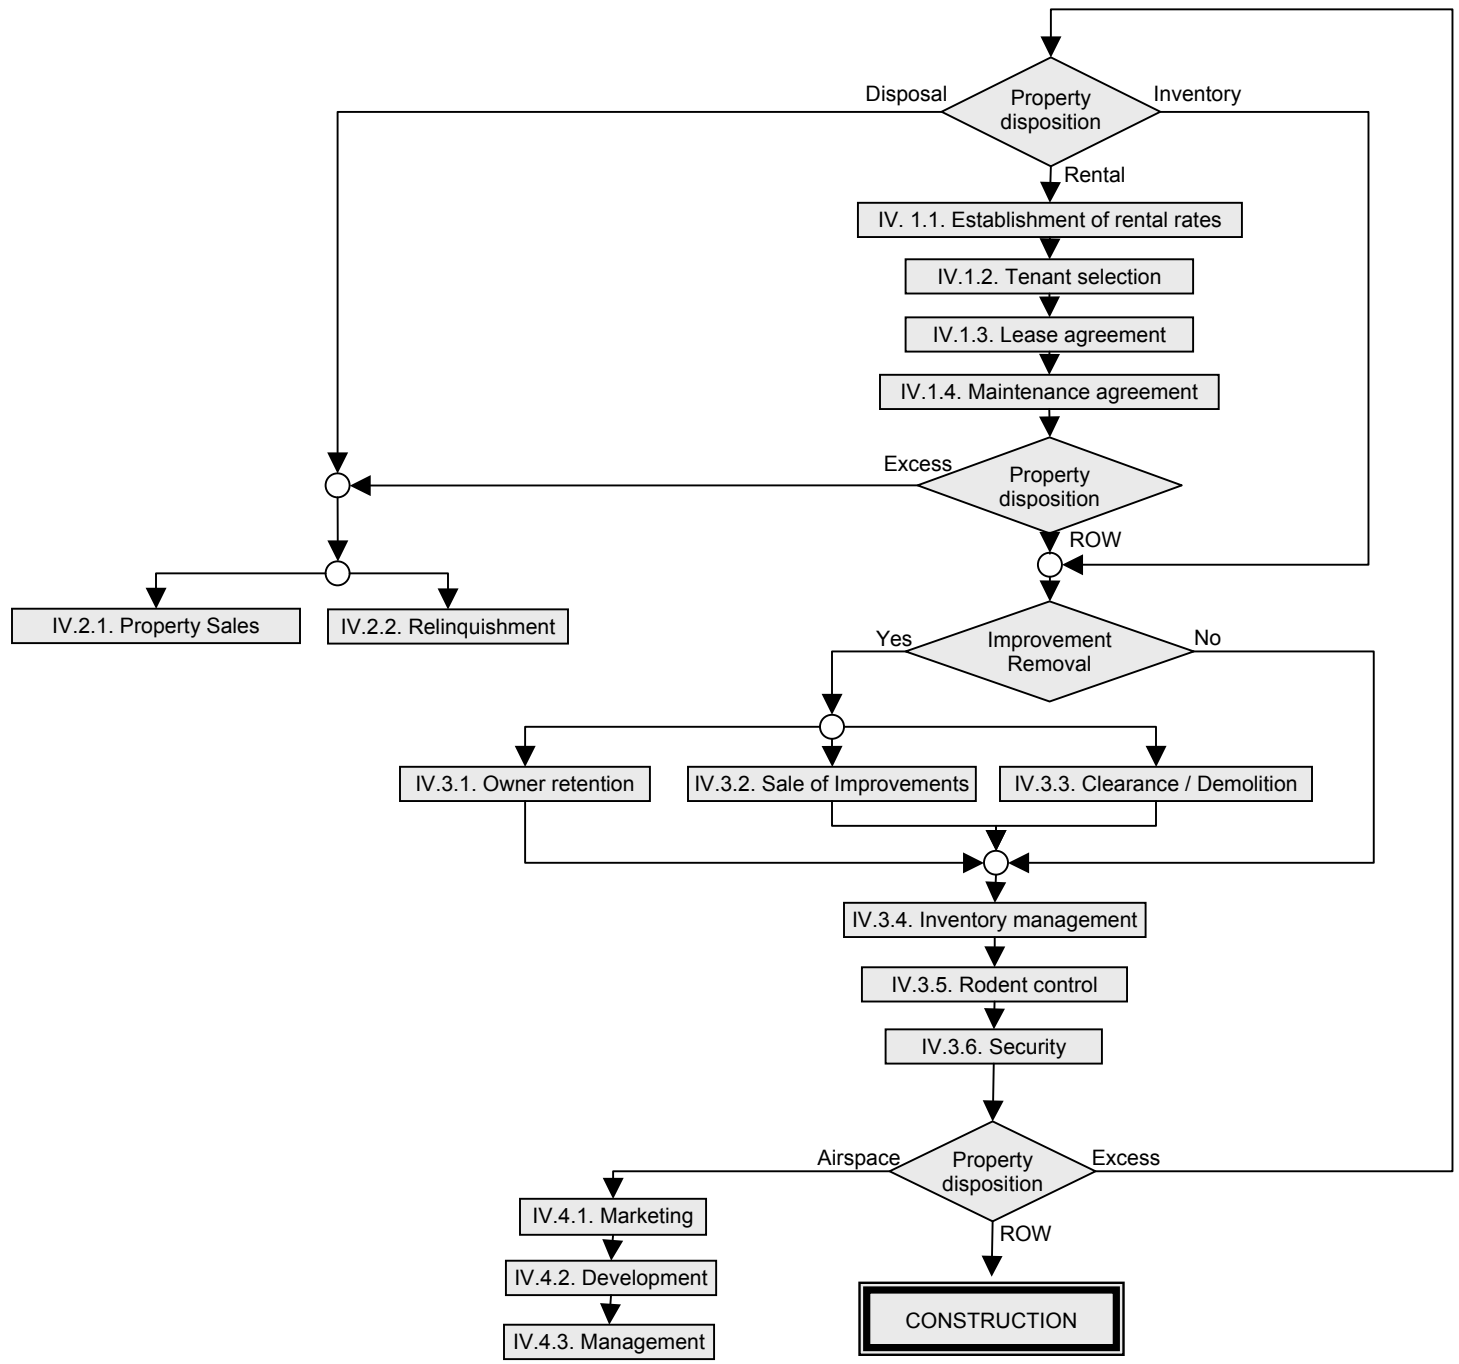 Disposal
Property
disposition
Inventory
Rental
IV. 1.1. Establishment of rental rates
IV.1.2. Tenant selection
IV.1.3. Lease agreement
IV.1.4. Maintenance agreement
Excess
Property
disposition
ROW
IV.2.1. Property Sales
IV.2.2. Relinquishment
Yes
Improvement
Removal
No
IV.3.1. Owner retention
IV.3.2. Sale of Improvements
IV.3.3. Clearance / Demolition
IV.3.4. Inventory management
IV.3.5. Rodent control
IV.3.6. Security
Airspace
Property
disposition
Excess
ROW
IV.4.1. Marketing
IV.4.2. Development
IV.4.3. Management
CONSTRUCTION